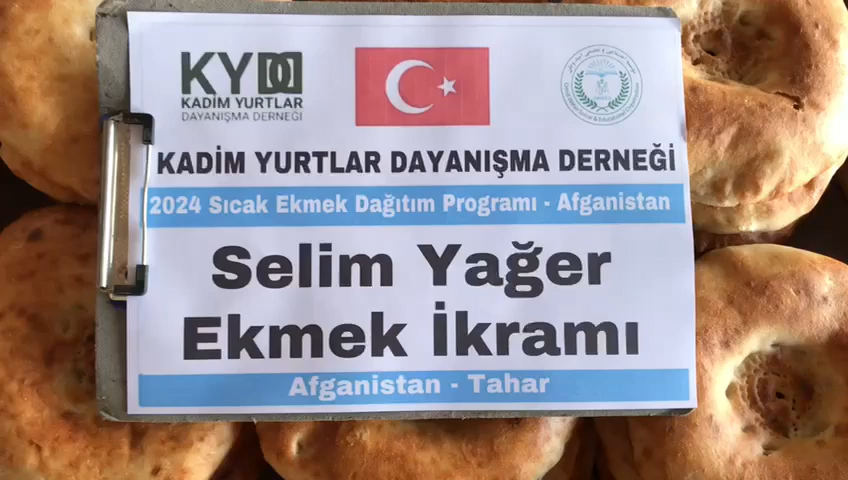 KYDD
KADİM YURTLAR
DAYANIŞMA DERNEĞİ
KADİM YURTLAR DAYANIŞMA DERNEĞİ
2024 Sıcak Ekmek Dağıtım Programı - Afganistan
Selim Yağer
Ekmek İkramı
Afganistan - Tahar